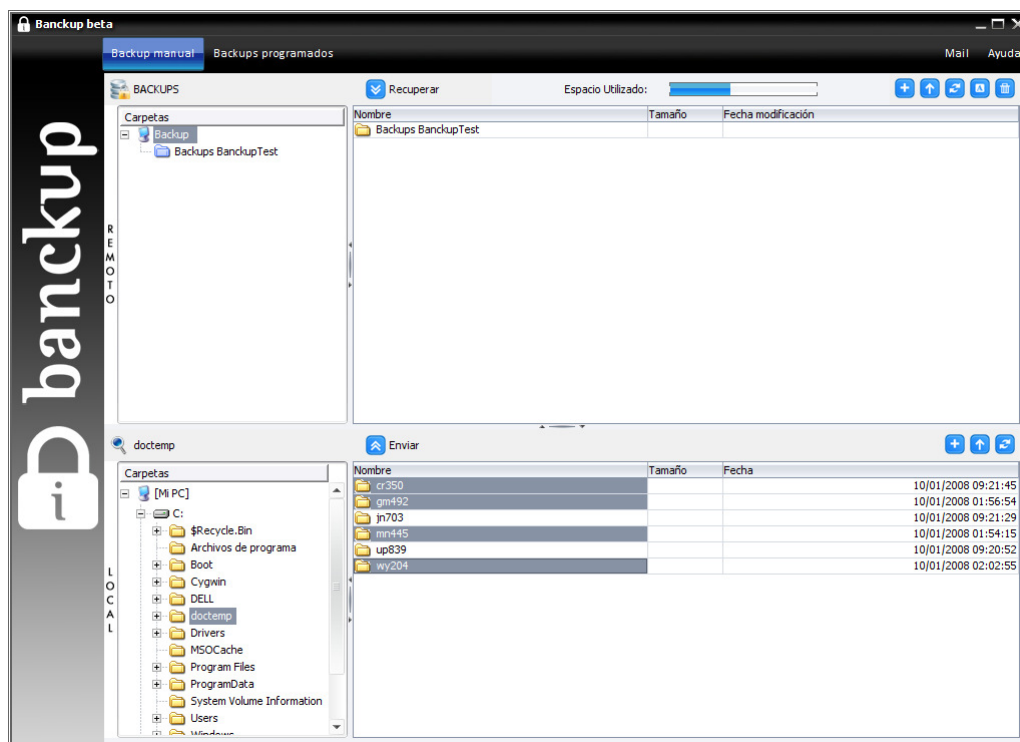 Banckup beta
Backup manual Backups programados Mail Ayuda
BACKUPS Recuperar Espacio Utilizado:
Carpetas
Backup
Backups BanckupTest
Nombre Tamaño Fecha modificación
Backups BanckupTest
REMOTO
banckup
i
doctemp Enviar
Carpetas
[Mi PC]
C:
$Recycle.Bin
Archivos de programa
Boot
Cygwin
DELL
doctemp
Drivers
MSOCache
Program Files
ProgramData
System Volume Information
Users
Windows
LOCAL
Nombre Tamaño Fecha
cr350 10/01/2008 09:21:45
gm492 10/01/2008 01:56:54
jn703 10/01/2008 09:21:29
mn445 10/01/2008 01:54:15
up839 10/01/2008 09:20:52
wy204 10/01/2008 02:02:55